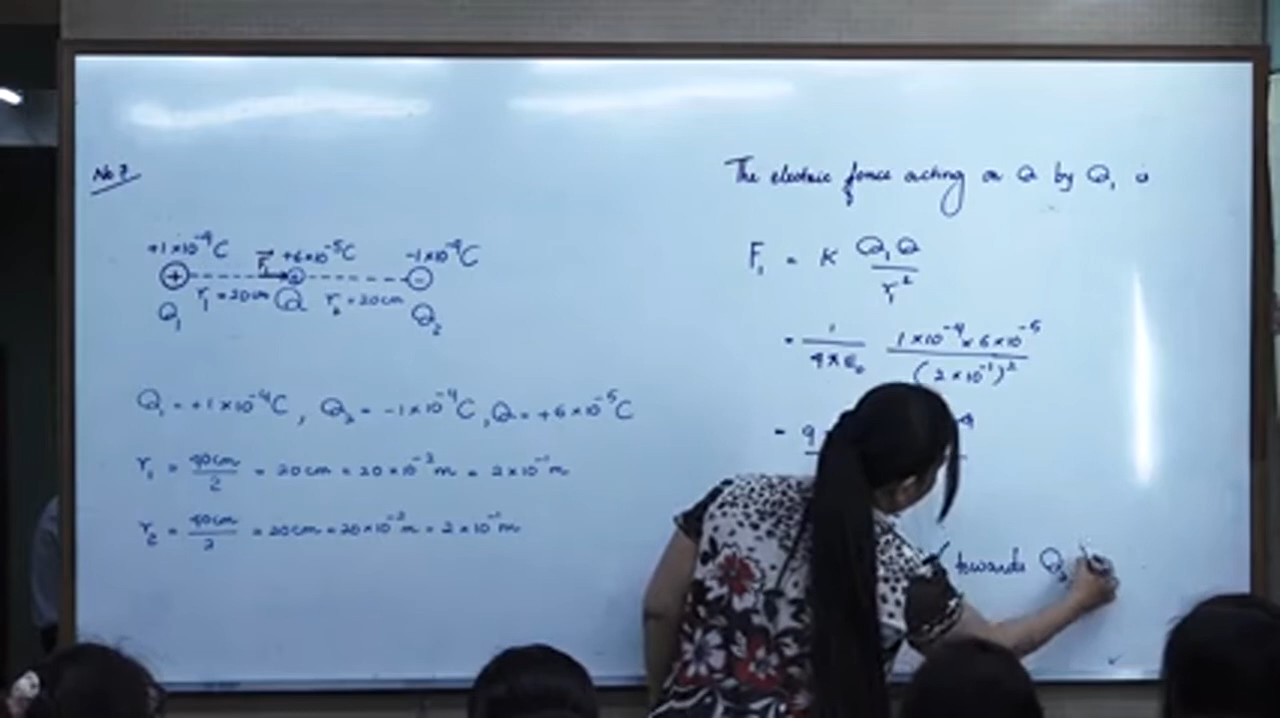 No 7
+1×10⁻⁴C F⃗₁ +6×10⁻⁵C -1×10⁻⁴C
+ + -
r₁ = 20cm Q r₂ = 20cm
Q₁ Q₂
Q₁ = +1×10⁻⁴C, Q₂ = -1×10⁻⁴C, Q = +6×10⁻⁵C
r₁ = 40cm/2 = 20cm = 20×10⁻²m = 2×10⁻¹m
r₂ = 40cm/2 = 20cm = 20×10⁻²m = 2×10⁻¹m
The electric force acting on Q by Q₁ is
F₁ = K Q₁Q/r₁²
= 1/4πε₀ 1×10⁻⁴×6×10⁻⁵/(2×10⁻¹)²
= 9
towards Q₂